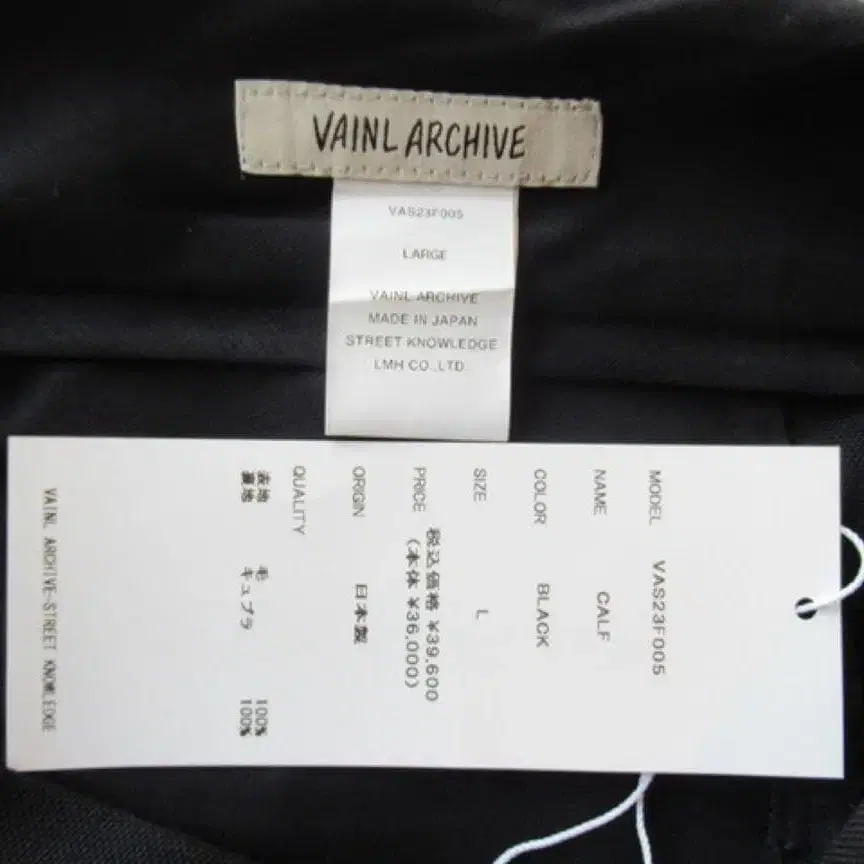 VAINL ARCHIVE
VAS23F005
LARGE
VAINL ARCHIVE
MADE IN JAPAN
STREET KNOWLEDGE
LMH CO.,LTD
MODEL VAS23F005
NAME CALF
COLOR BLACK
SIZE L
PRICE 税込価格 ¥39,600
(本体 ¥36,000)
ORIGIN 日本製
QUALITY
表地 毛 100%
裏地 キュプラ 100%
VAINL ARCHIVE-STREET KNOWLEDGE